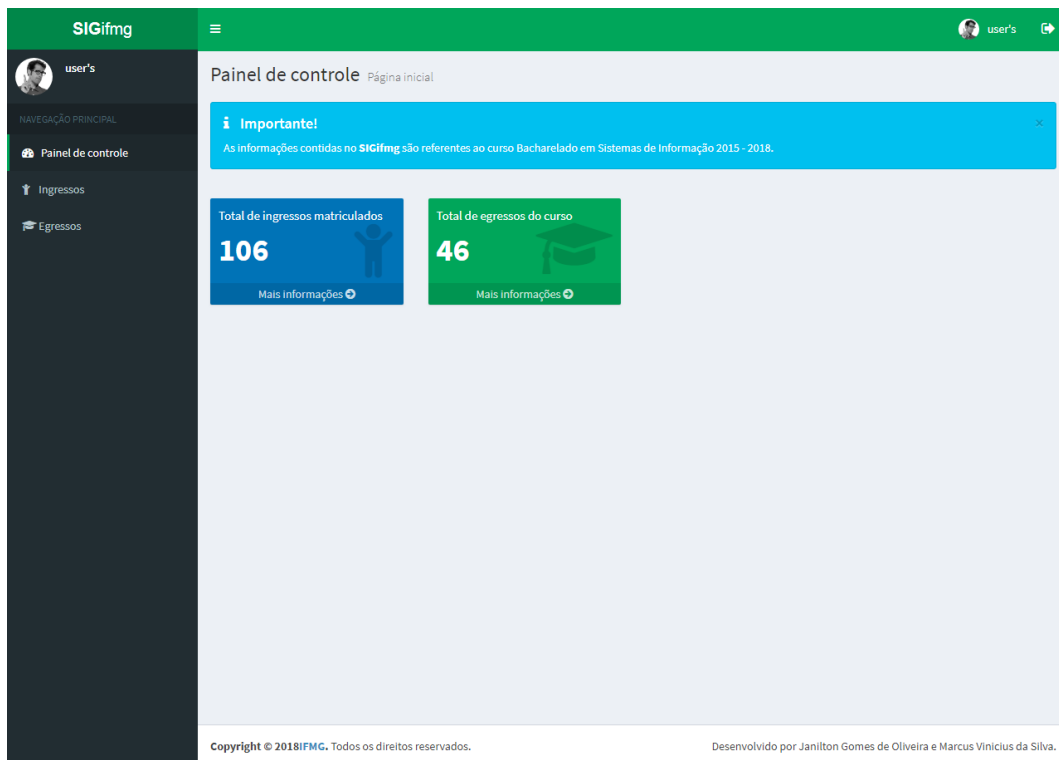 SIGifmg
user's
user's
NAVEGAÇÃO PRINCIPAL
Painel de controle
Ingressos
Egressos
Painel de controle Página inicial
Importante!
×
As informações contidas no SIGifmg são referentes ao curso Bacharelado em Sistemas de Informação 2015 - 2018.
Total de ingressos matriculados
106
Mais informações
Total de egressos do curso
46
Mais informações
Copyright © 2018IFMG. Todos os direitos reservados.
Desenvolvido por Janilton Gomes de Oliveira e Marcus Vinicius da Silva.